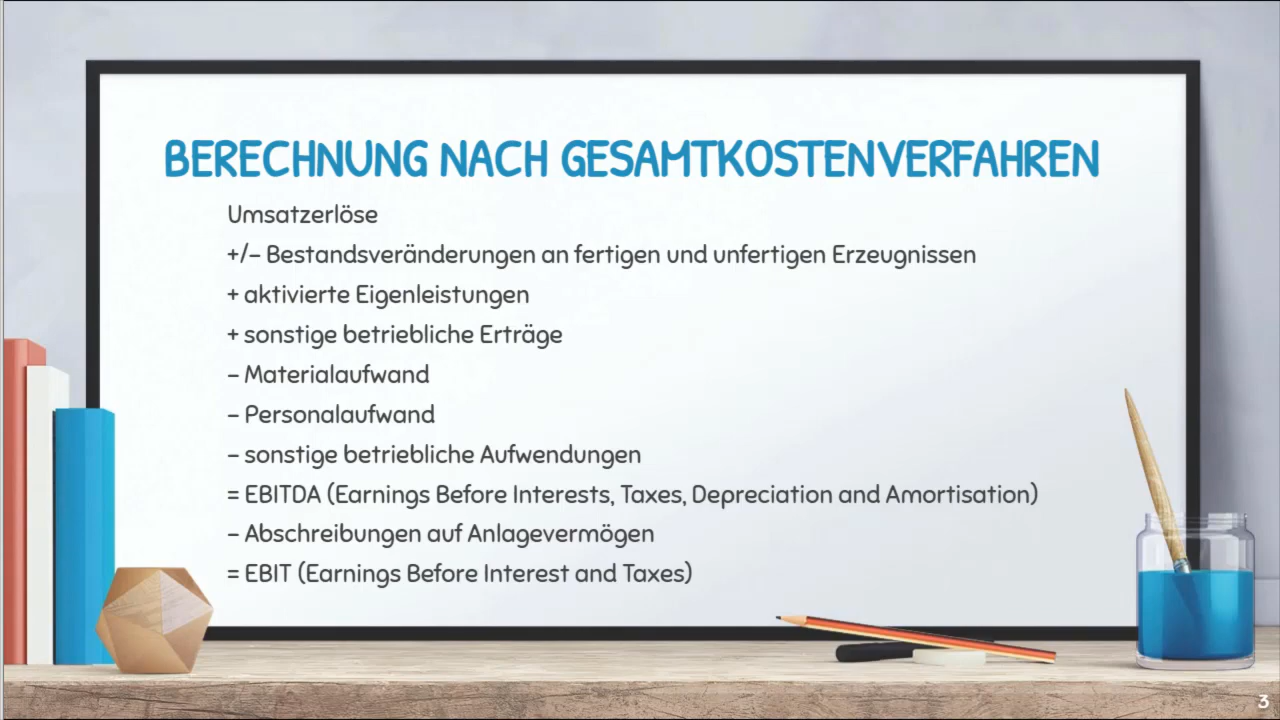 BERECHNUNG NACH GESAMTKOSTENVERFAHREN
Umsatzerlöse
+/− Bestandsveränderungen an fertigen und unfertigen Erzeugnissen
+ aktivierte Eigenleistungen
+ sonstige betriebliche Erträge
− Materialaufwand
− Personalaufwand
− sonstige betriebliche Aufwendungen
= EBITDA (Earnings Before Interests, Taxes, Depreciation and Amortisation)
− Abschreibungen auf Anlagevermögen
= EBIT (Earnings Before Interest and Taxes)
3